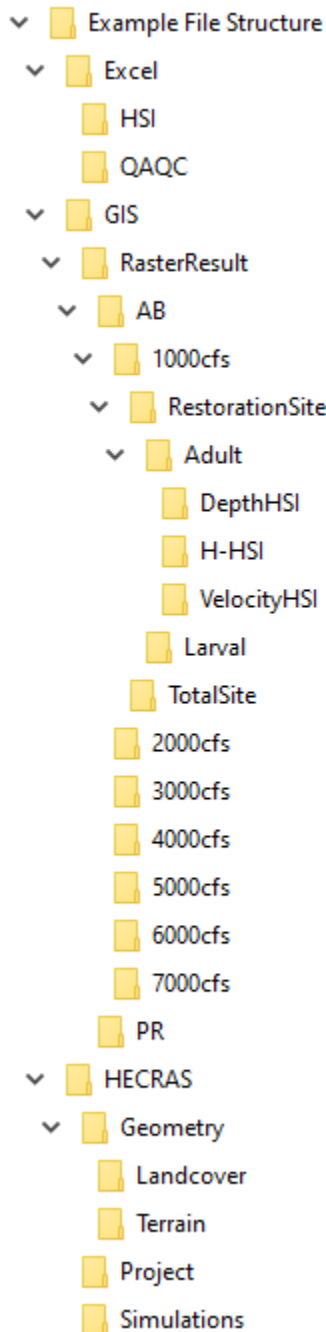 Example File Structure
Excel
HSI
QAQC
GIS
RasterResult
AB
1000cfs
RestorationSite
Adult
DepthHSI
H-HSI
VelocityHSI
Larval
TotalSite
2000cfs
3000cfs
4000cfs
5000cfs
6000cfs
7000cfs
PR
HECRAS
Geometry
Landcover
Terrain
Project
Simulations